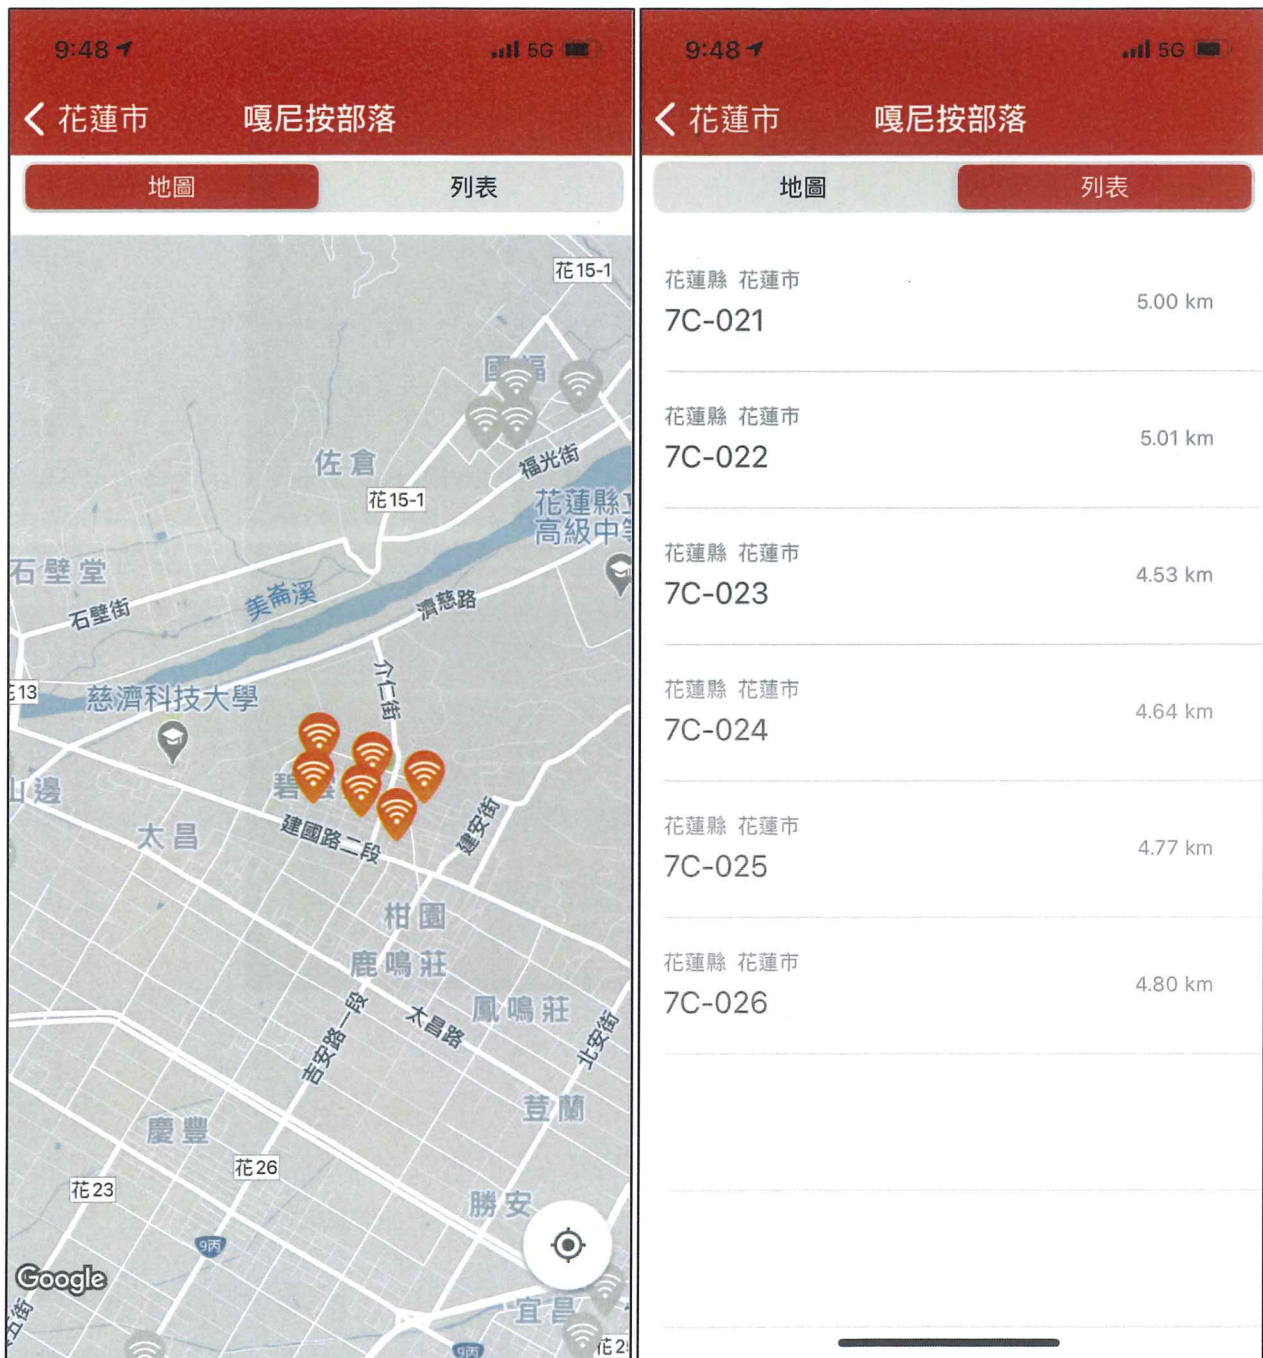 9:48
5G
花蓮市
嘎尼按部落
地圖
列表
花15-1
國福
佐倉
福光街
花15-1
花蓮縣
高級中
石壁堂
美崙溪
石壁街
濟慈路
介仁街
13
慈濟科技大學
山邊
碧雲
太昌
建國路二段
建安街
柑園
鹿鳴莊
鳳鳴莊
太昌路
吉安路一段
北安街
荳蘭
慶豐
花26
花23
勝安
9丙
Google
宜昌
五街
9丙
花2
9:48
5G
花蓮市
嘎尼按部落
地圖
列表
花蓮縣 花蓮市
7C-021
5.00 km
花蓮縣 花蓮市
7C-022
5.01 km
花蓮縣 花蓮市
7C-023
4.53 km
花蓮縣 花蓮市
7C-024
4.64 km
花蓮縣 花蓮市
7C-025
4.77 km
花蓮縣 花蓮市
7C-026
4.80 km